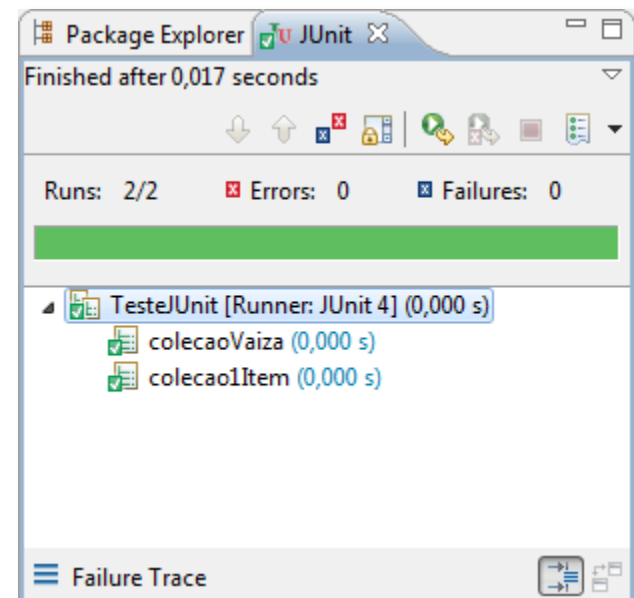 Package Explorer JUnit
Finished after 0,017 seconds
Runs: 2/2 Errors: 0 Failures: 0
TesteJUnit [Runner: JUnit 4] (0,000 s)
colecaoVaiza (0,000 s)
colecao1Item (0,000 s)
Failure Trace